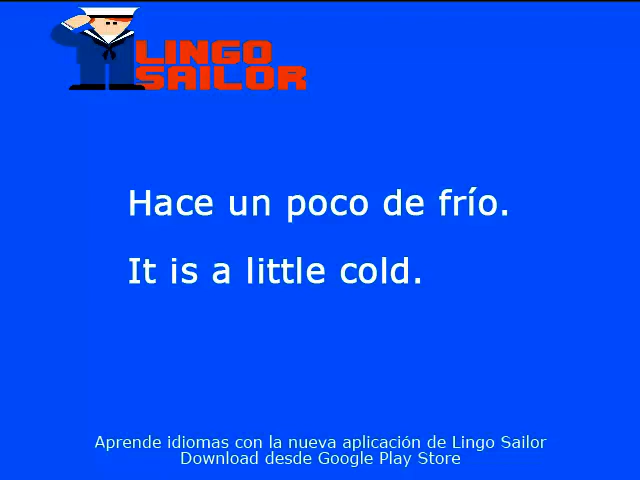 LINGO
SAILOR
Hace un poco de frío.
It is a little cold.
Aprende idiomas con la nueva aplicación de Lingo Sailor
Download desde Google Play Store